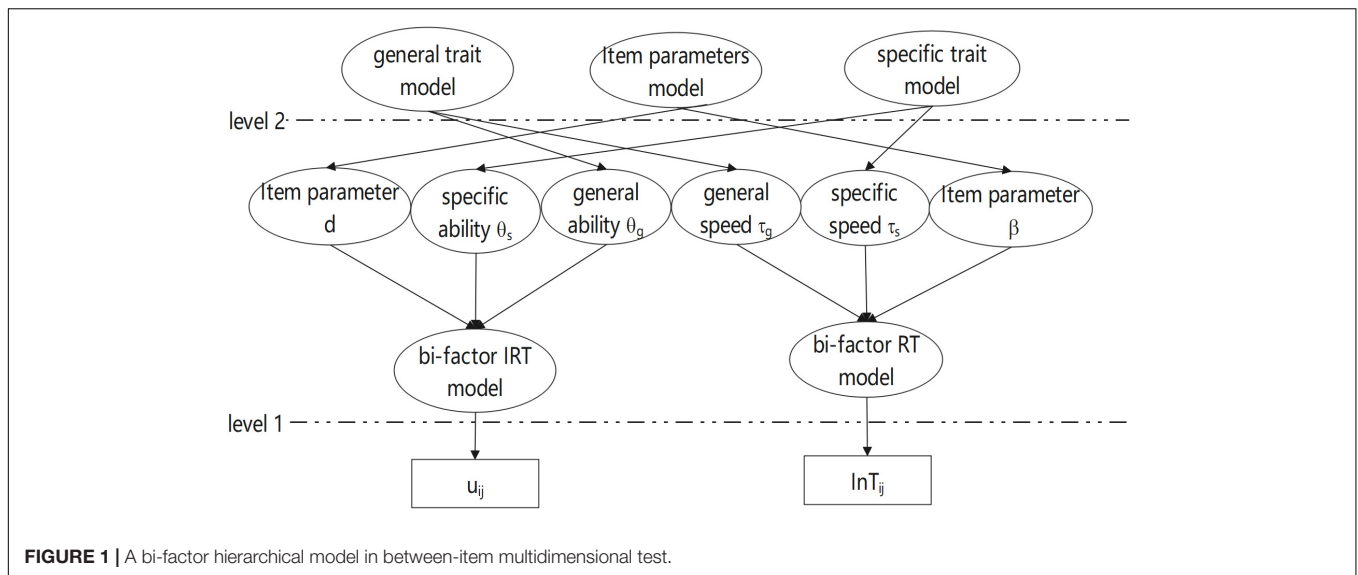 general trait
model
Item parameters
model
specific trait
model
level 2
Item parameter
d
specific
ability θs
general
ability θg
general
speed τg
specific
speed τs
Item parameter
β
bi-factor IRT
model
bi-factor RT
model
level 1
uij
lnTij
FIGURE 1 | A bi-factor hierarchical model in between-item multidimensional test.